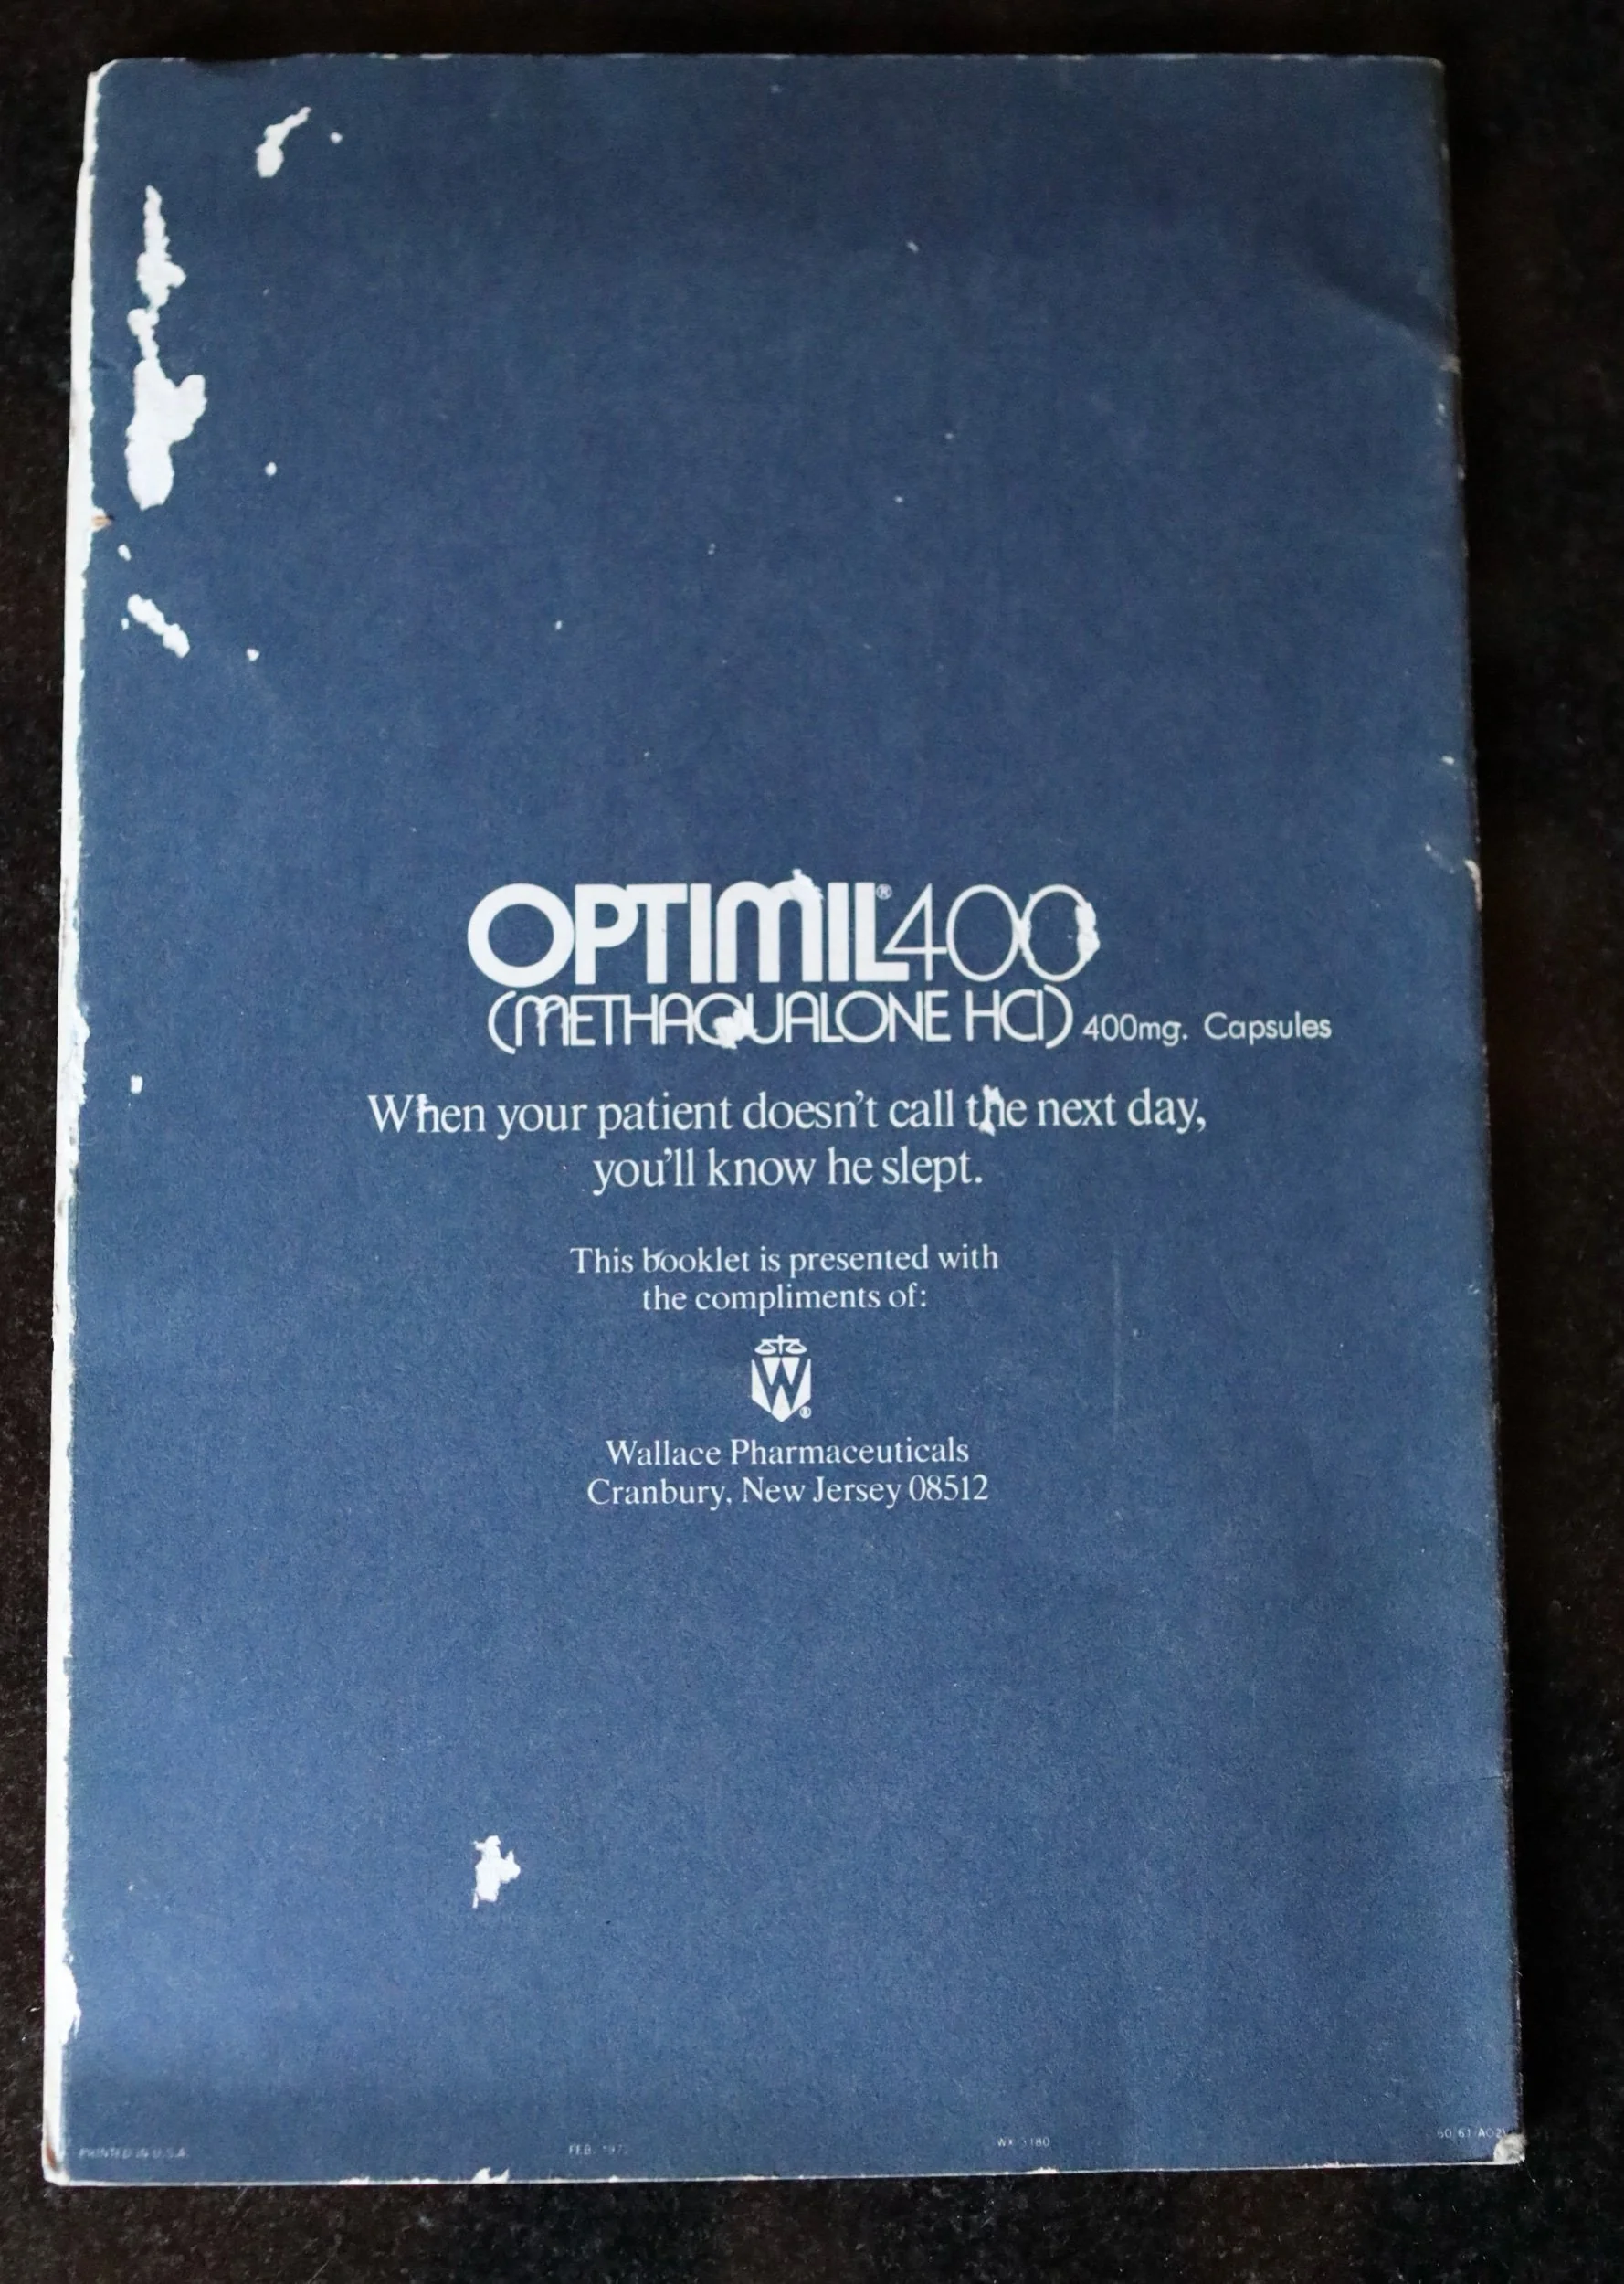 OPTIMIL®400
(METHAQUALONE HCl) 400mg. Capsules
When your patient doesn't call the next day,
you'll know he slept.
This booklet is presented with
the compliments of:
W®
Wallace Pharmaceuticals
Cranbury, New Jersey 08512
PRINTED IN U.S.A. FEB.